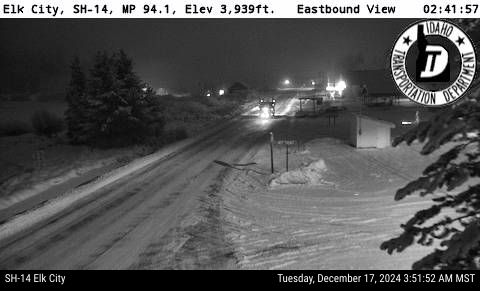 Elk City, SH-14, MP 94.1, Elev 3,939ft. Eastbound View 02:41:57
IDAHO
TRANSPORTATION DEPARTMENT
SH-14 Elk City
Tuesday, December 17, 2024 3:51:52 AM MST